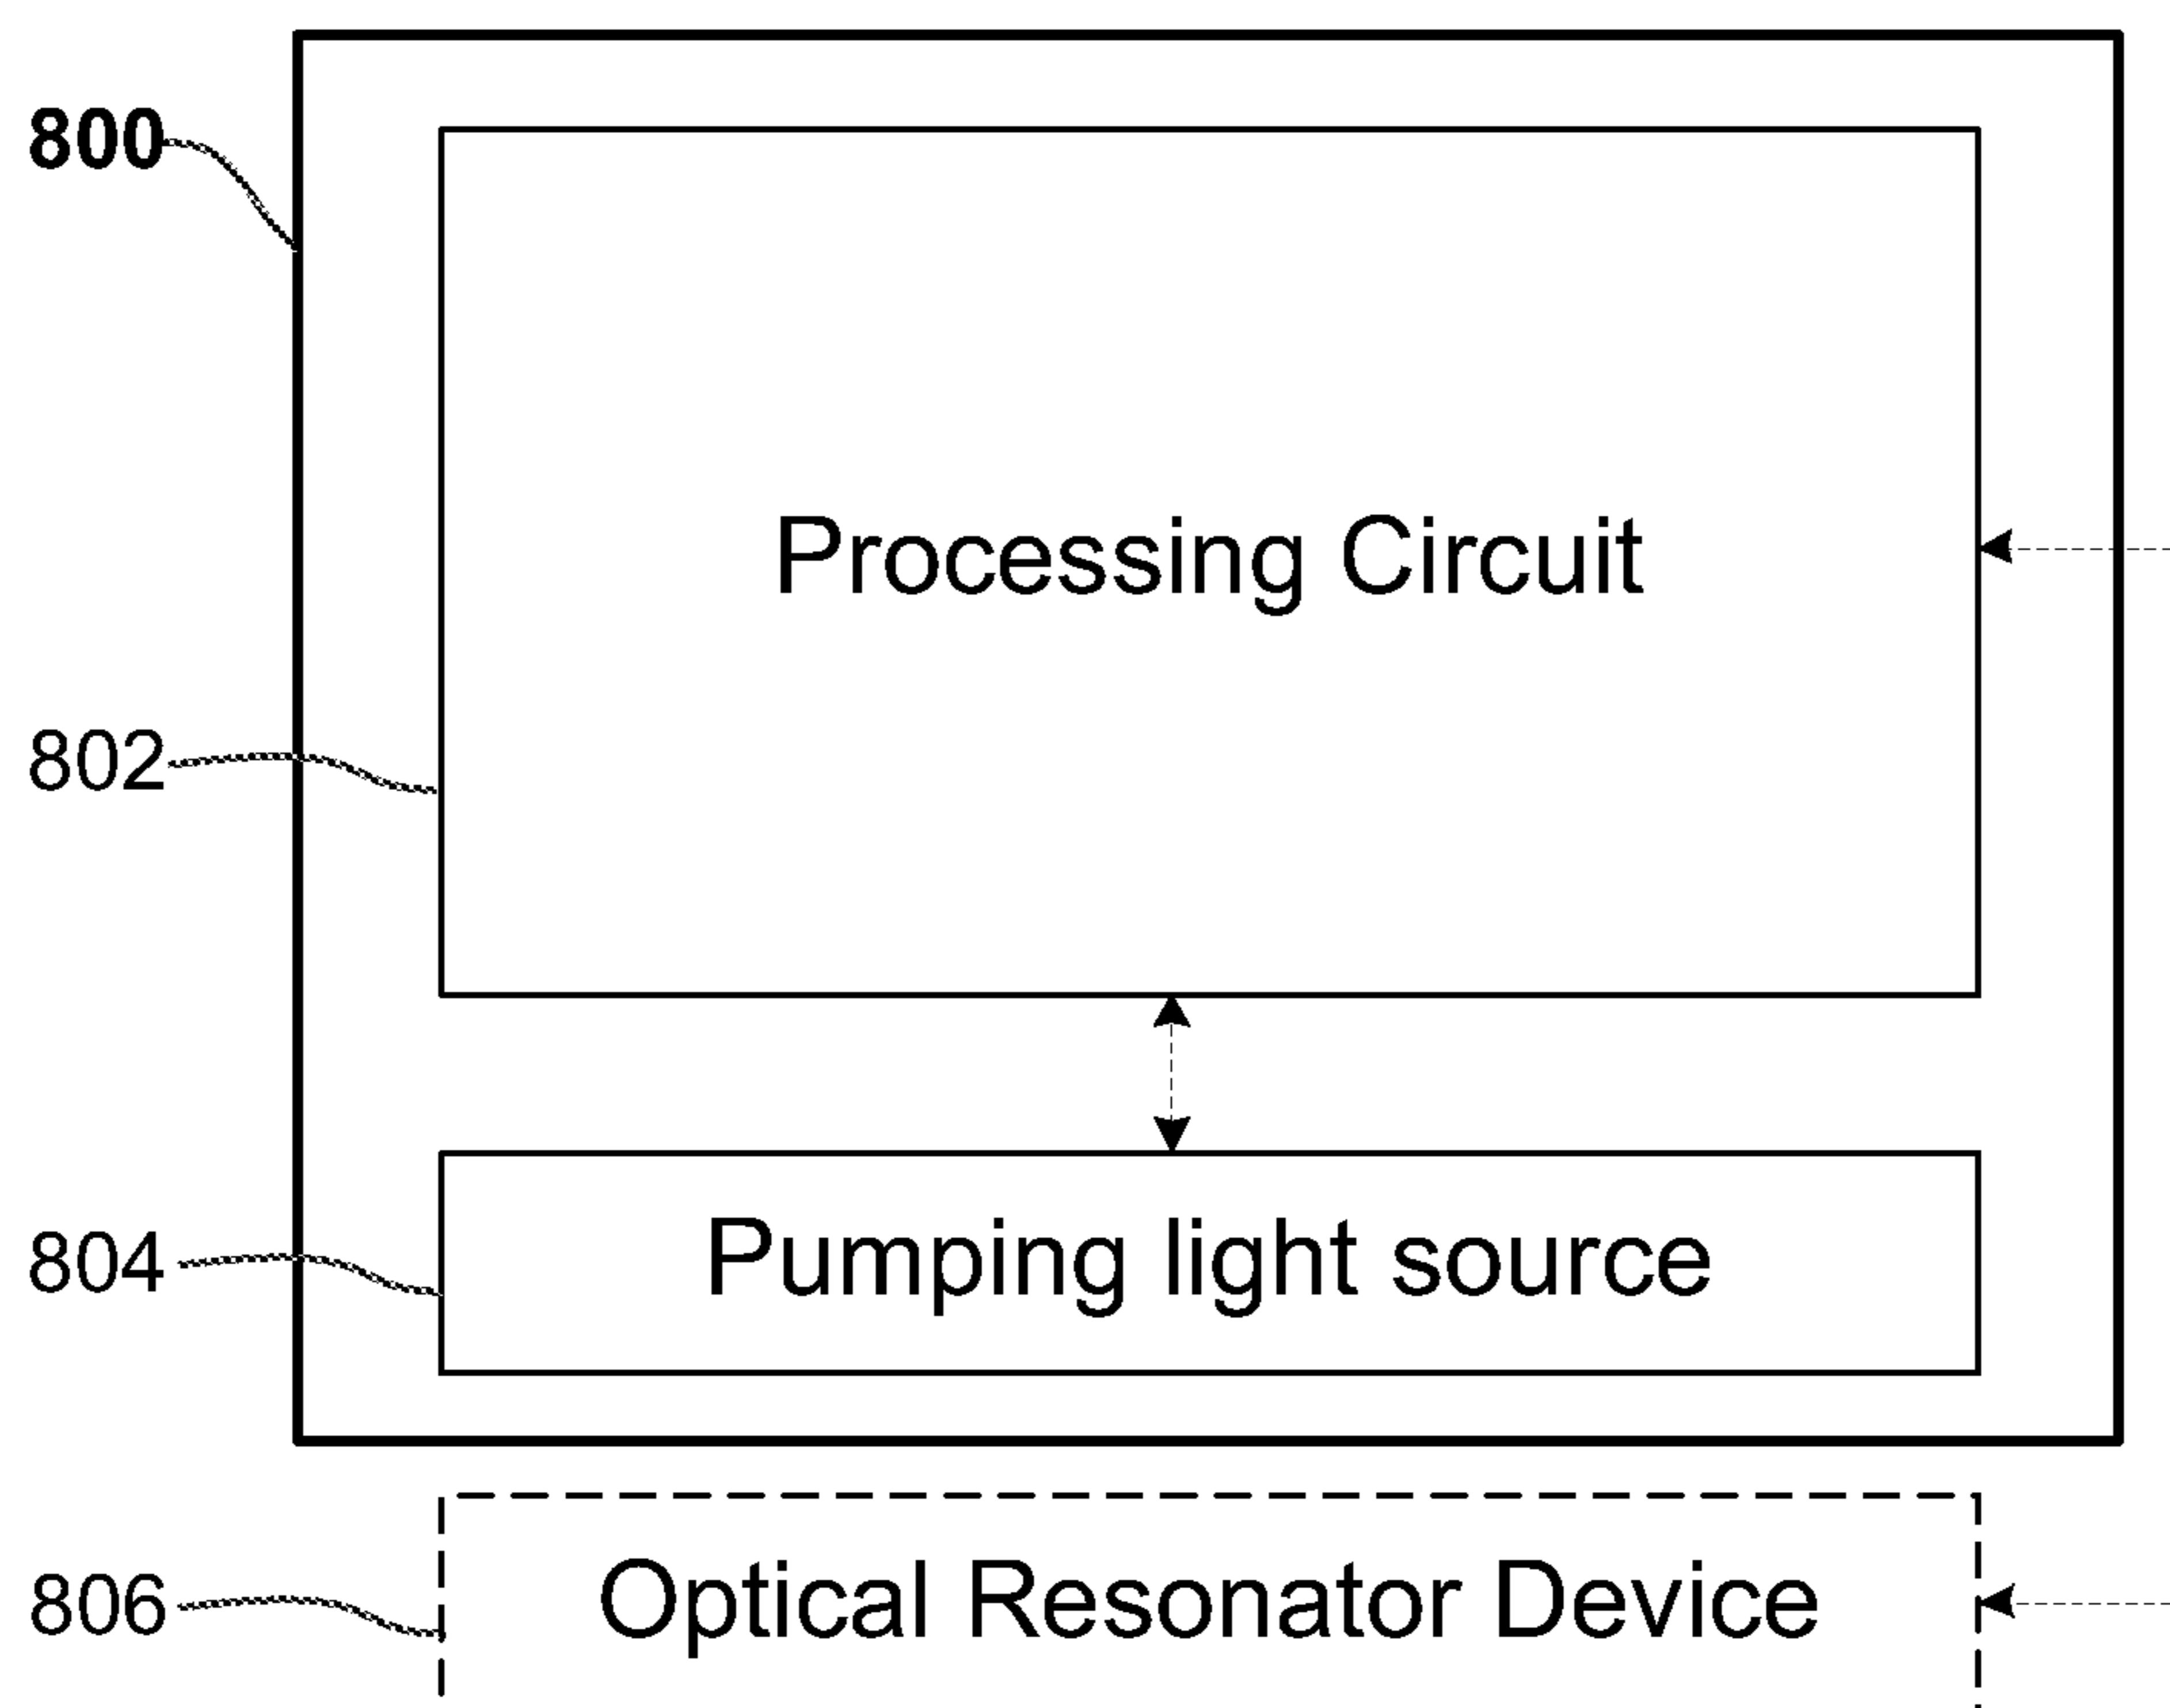 800
Processing Circuit
802
804
Pumping light source
806
Optical Resonator Device